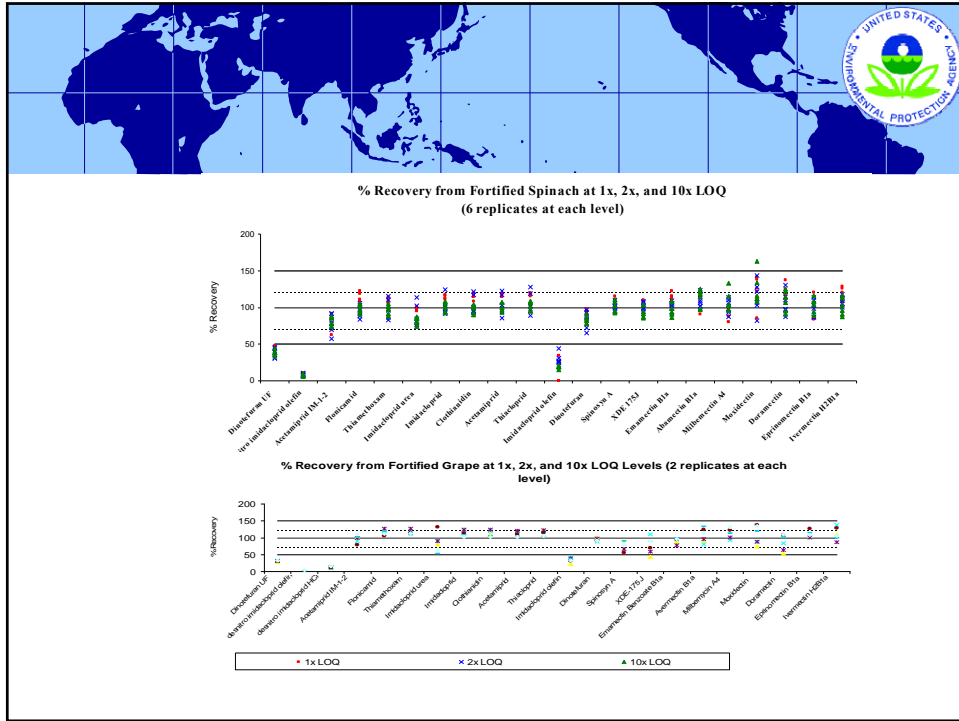 UNITED STATES
ENVIRONMENTAL PROTECTION AGENCY
% Recovery from Fortified Spinach at 1x, 2x, and 10x LOQ
(6 replicates at each level)
% Recovery
200
150
100
50
0
Dinotefuran UF
itro imidacloprid olefin
Acetamiprid IM-1-2
Flonicamid
Thiamethoxam
Imidacloprid urea
Imidacloprid
Clothianidin
Acetamiprid
Thiacloprid
Imidacloprid olefin
Dinotefuran
Spinosyn A
XDE 175J
Emamectin B1a
Abamectin B1a
Milbemectin A4
Moxidectin
Doramectin
Eprinomectin B1a
Ivermectin H2B1a
% Recovery from Fortified Grape at 1x, 2x, and 10x LOQ Levels (2 replicates at each
level)
%Recovery
200
150
100
50
0
Dinotefuran UF
desnitro imidacloprid olefin
desnitro imidacloprid HCl
Acetamiprid IM-1-2
Flonicamid
Thiamethoxam
Imidacloprid urea
Imidacloprid
Clothianidin
Acetamiprid
Thiacloprid
Imidacloprid olefin
Dinotefuran
Spinosyn A
XDE-175J
Emamectin Benzoate B1a
Avermectin B1a
Milbemycin A4
Moxidectin
Doramectin
Eprinomectin B1a
Ivermectin H2B1a
1x LOQ
2x LOQ
10x LOQ